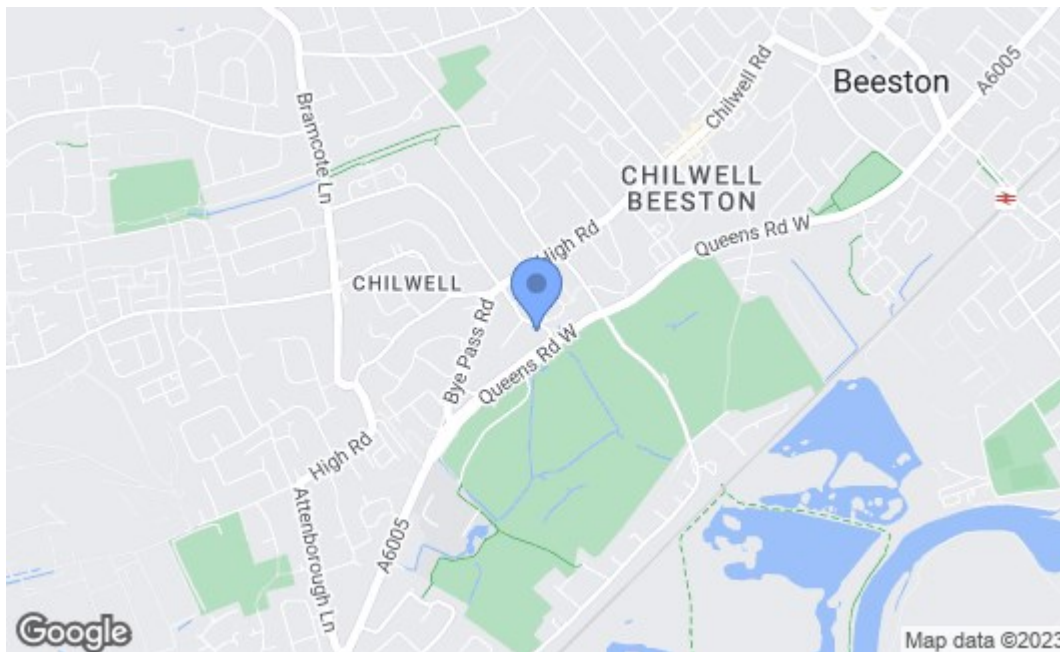 Beeston
A6005
Chilwell Rd
Bramcote Ln
CHILWELL
BEESTON
Queens Rd W
High Rd
CHILWELL
Bye Pass Rd
Queens Rd W
High Rd
Attenborough Ln
A6005
Google
Map data ©2023